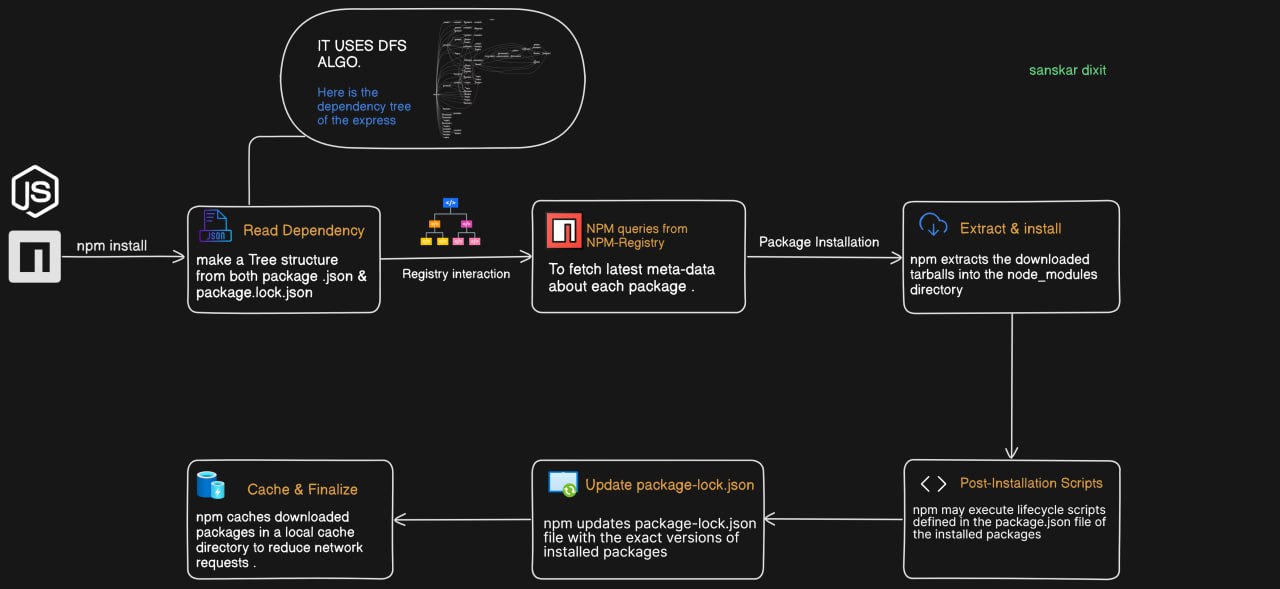 IT USES DFS
ALGO.
Here is the
dependency tree
of the express
sanskar dixit
JS
npm install
JSON
Read Dependency
make a Tree structure
from both package .json &
package.lock.json
</>
Registry interaction
NPM queries from
NPM-Registry
To fetch latest meta-data
about each package .
Package Installation
Extract & install
npm extracts the downloaded
tarballs into the node_modules
directory
Cache & Finalize
npm caches downloaded
packages in a local cache
directory to reduce network
requests .
Update package-lock.json
npm updates package-lock.json
file with the exact versions of
installed packages
Post-Installation Scripts
npm may execute lifecycle scripts
defined in the package.json file of
the installed packages